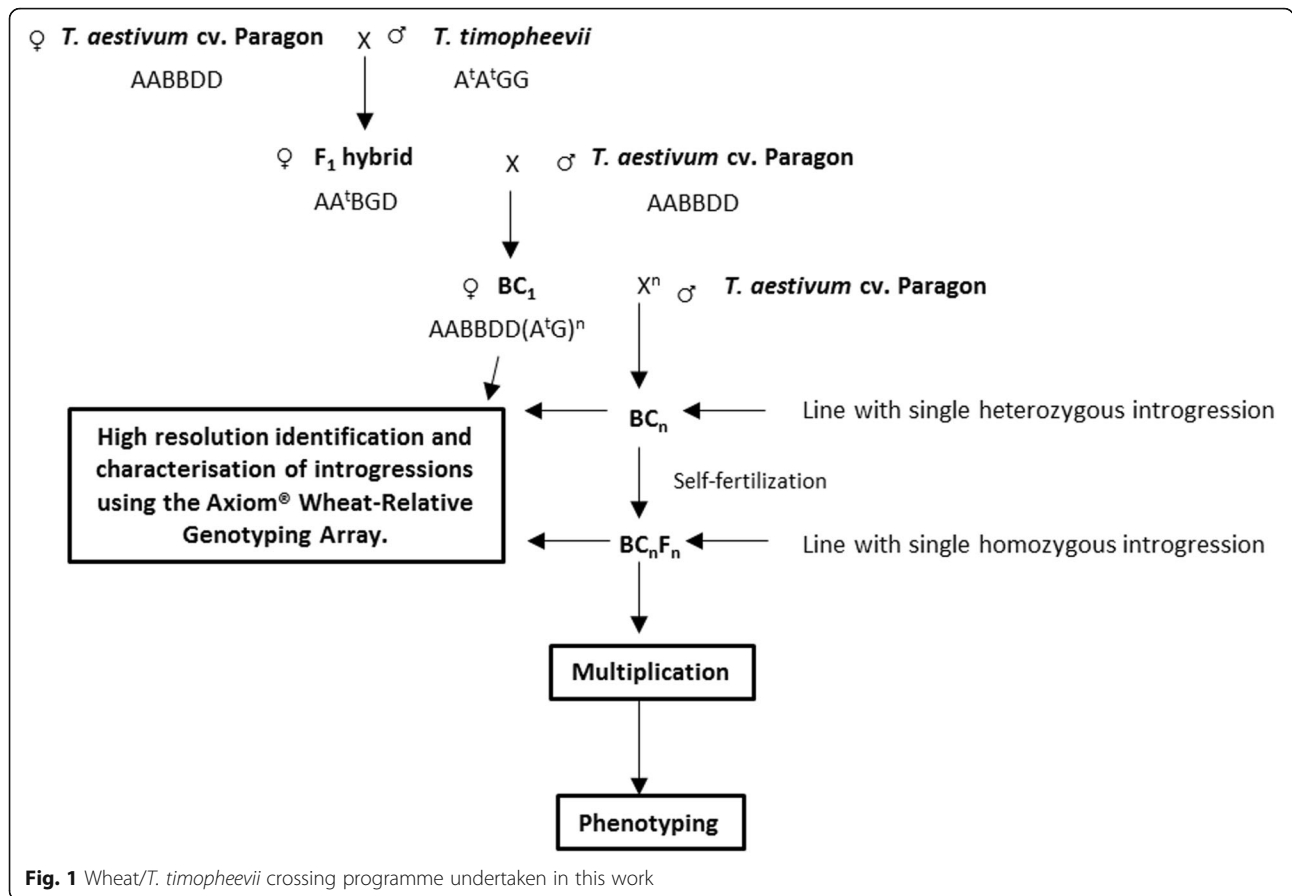 ♀ T. aestivum cv. Paragon X ♂ T. timopheevii
AABBDD AᵗAᵗGG
♀ F₁ hybrid X ♂ T. aestivum cv. Paragon
AAᵗBGD AABBDD
♀ BC₁ Xⁿ ♂ T. aestivum cv. Paragon
AABBDD(AᵗG)ⁿ
High resolution identification and
characterisation of introgressions
using the Axiom® Wheat-Relative
Genotyping Array.
BCₙ Line with single heterozygous introgression
Self-fertilization
BCₙFₙ Line with single homozygous introgression
Multiplication
Phenotyping
Fig. 1 Wheat/T. timopheevii crossing programme undertaken in this work